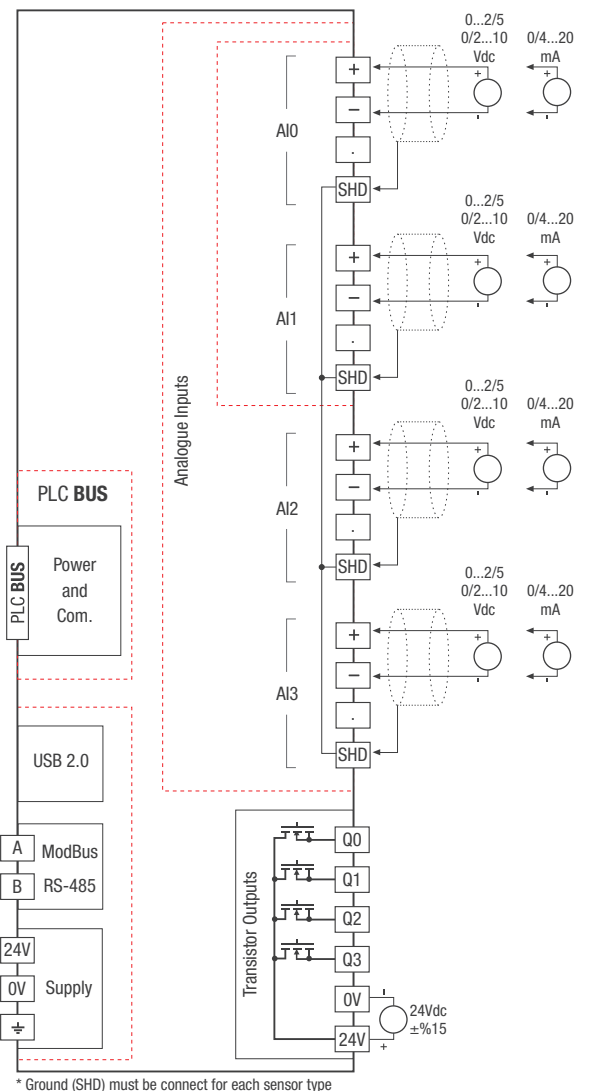 0...2/5
0/2...10
Vdc
0/4...20
mA
+
-
+
-
AI0
+
−
.
SHD
0...2/5
0/2...10
Vdc
0/4...20
mA
+
-
+
-
AI1
+
−
.
SHD
Analogue Inputs
0...2/5
0/2...10
Vdc
0/4...20
mA
+
-
+
-
AI2
+
−
.
SHD
0...2/5
0/2...10
Vdc
0/4...20
mA
+
-
+
-
AI3
+
−
.
SHD
PLC BUS
PLC BUS
Power
and
Com.
USB 2.0
A
B
ModBus
RS-485
24V
0V
Supply
Transistor Outputs
Q0
Q1
Q2
Q3
0V
24V
-
+
24Vdc
±%15
* Ground (SHD) must be connect for each sensor type